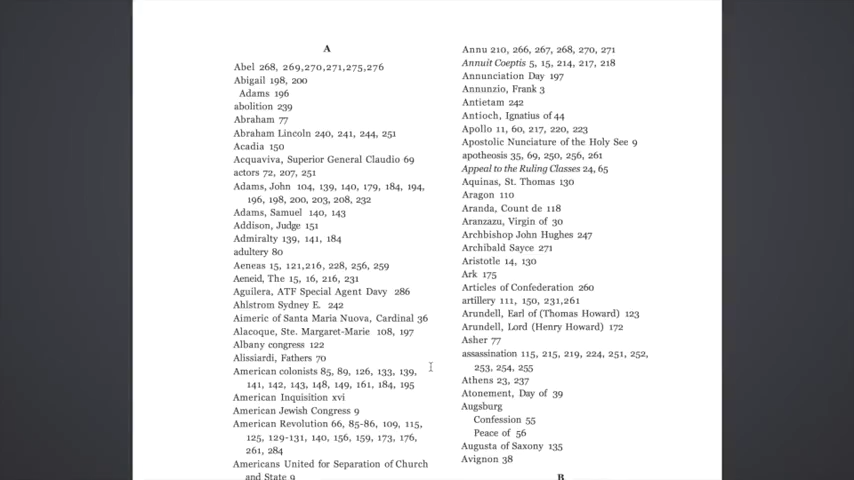 A
Abel 268, 269,270,271,275,276
Abigail 198, 200
Adams 196
abolition 239
Abraham 77
Abraham Lincoln 240, 241, 244, 251
Acadia 150
Acquaviva, Superior General Claudio 69
actors 72, 207, 251
Adams, John 104, 139, 140, 179, 184, 194,
196, 198, 200, 203, 208, 232
Adams, Samuel 140, 143
Addison, Judge 151
Admiralty 139, 141, 184
adultery 80
Aeneas 15, 121,216, 228, 256, 259
Aeneid, The 15, 16, 216, 231
Aguilera, ATF Special Agent Davy 286
Ahlstrom Sydney E. 242
Aimeric of Santa Maria Nuova, Cardinal 36
Alacoque, Ste. Margaret-Marie 108, 197
Albany congress 122
Alissiardi, Fathers 70
American colonists 85, 89, 126, 133, 139,
141, 142, 143, 148, 149, 161, 184, 195
American Inquisition xvi
American Jewish Congress 9
American Revolution 66, 85-86, 109, 115,
125, 129-131, 140, 156, 159, 173, 176,
261, 284
Americans United for Separation of Church
and State 9
Annu 210, 266, 267, 268, 270, 271
Annuit Coeptis 5, 15, 214, 217, 218
Annunciation Day 197
Annunzio, Frank 3
Antietam 242
Antioch, Ignatius of 44
Apollo 11, 60, 217, 220, 223
Apostolic Nunciature of the Holy See 9
apotheosis 35, 69, 250, 256, 261
Appeal to the Ruling Classes 24, 65
Aquinas, St. Thomas 130
Aragon 110
Aranda, Count de 118
Aranzazu, Virgin of 30
Archbishop John Hughes 247
Archibald Sayce 271
Aristotle 14, 130
Ark 175
Articles of Confederation 260
artillery 111, 150, 231,261
Arundell, Earl of (Thomas Howard) 123
Arundell, Lord (Henry Howard) 172
Asher 77
assassination 115, 215, 219, 224, 251, 252,
253, 254, 255
Athens 23, 237
Atonement, Day of 39
Augsburg
Confession 55
Peace of 56
Augusta of Saxony 135
Avignon 38
B